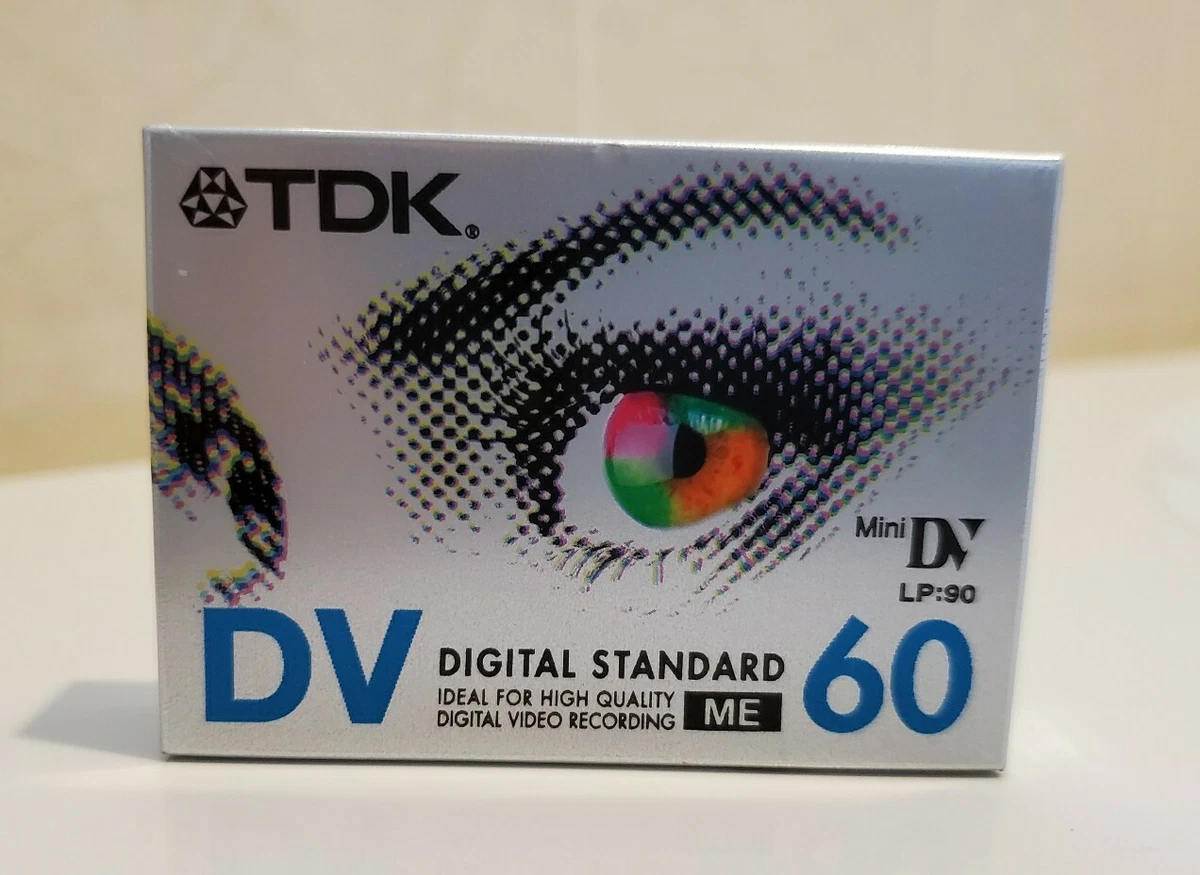 TDK®
Mini DV
LP:90
DV DIGITAL STANDARD 60
IDEAL FOR HIGH QUALITY
DIGITAL VIDEO RECORDING ME